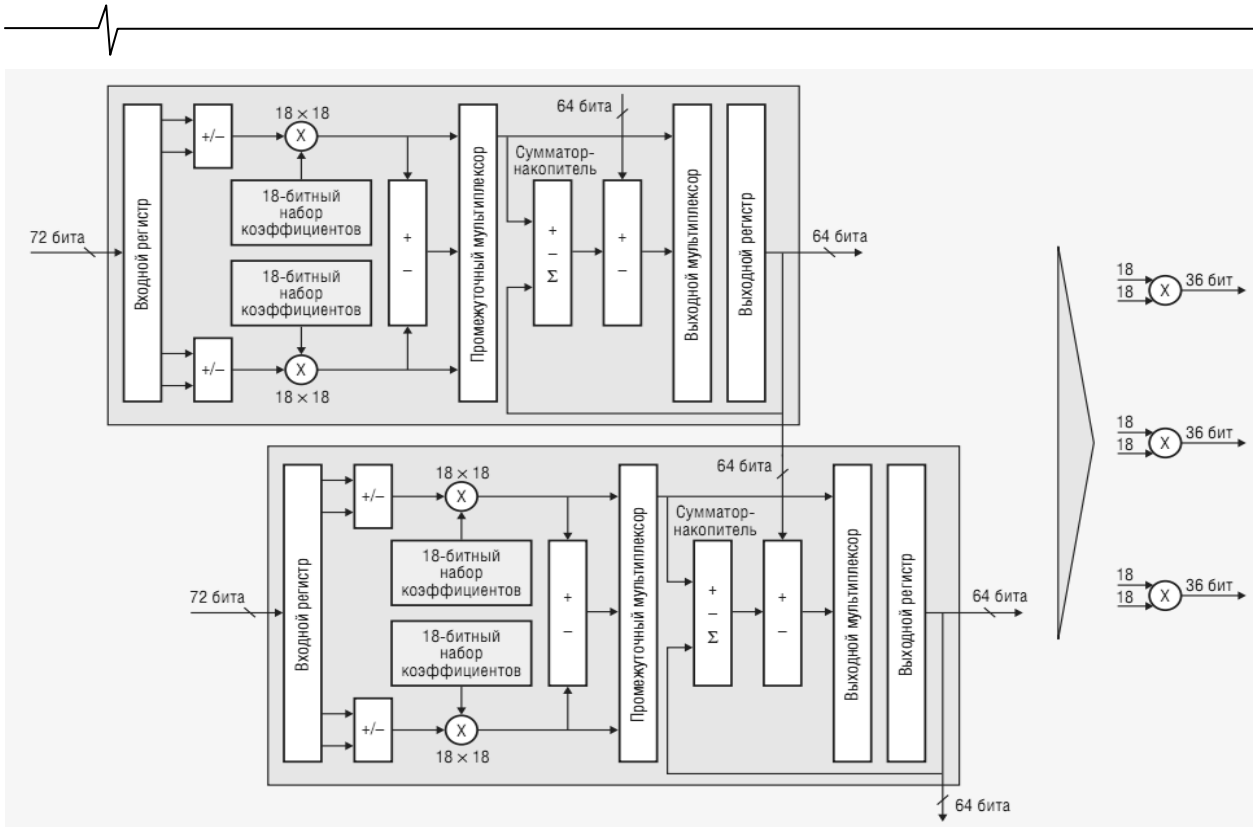 18 × 18
+/−
X
18-битный
набор
коэффициентов
18-битный
набор
коэффициентов
+/−
X
18 × 18
72 бита
Входной регистр
+
−
Промежуточный мультиплексор
64 бита
Сумматор-
накопитель
+
−
Σ
+
−
Выходной мультиплексор
Выходной регистр
64 бита
18
18
X
36 бит
18
18
X
36 бит
18
18
X
36 бит
64 бита
18 × 18
+/−
X
18-битный
набор
коэффициентов
18-битный
набор
коэффициентов
+/−
X
18 × 18
72 бита
Входной регистр
+
−
Промежуточный мультиплексор
Сумматор-
накопитель
+
−
Σ
+
−
Выходной мультиплексор
Выходной регистр
64 бита
64 бита